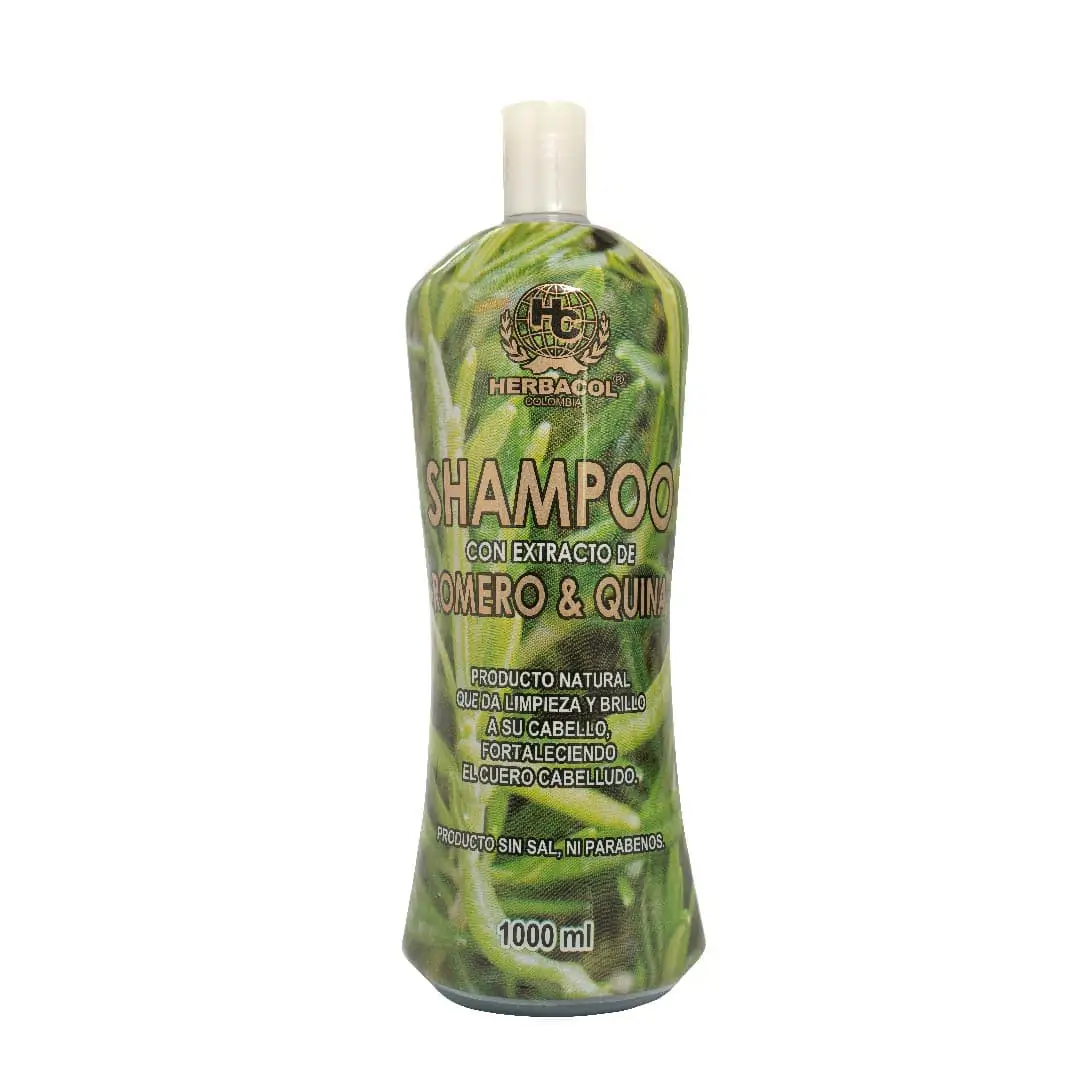 HC
HERBACOL®
COLOMBIA
SHAMPOO
CON EXTRACTO DE
ROMERO & QUINA
PRODUCTO NATURAL
QUE DA LIMPIEZA Y BRILLO
A SU CABELLO,
FORTALECIENDO
EL CUERO CABELLUDO.
PRODUCTO SIN SAL, NI PARABENOS.
1000 ml